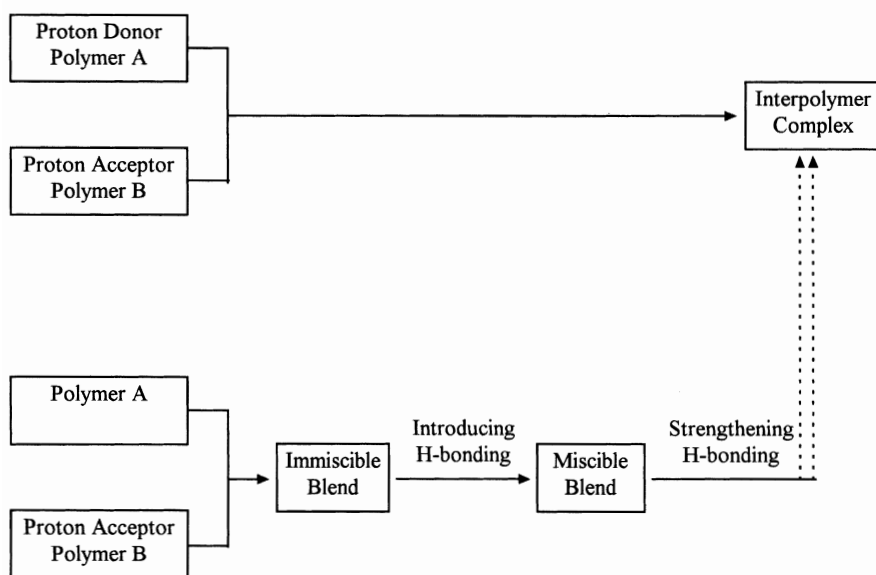 Proton Donor
Polymer A
Interpolymer
Complex
Proton Acceptor
Polymer B
Polymer A
Introducing
H-bonding
Strengthening
H-bonding
Immiscible
Blend
Miscible
Blend
Proton Acceptor
Polymer B